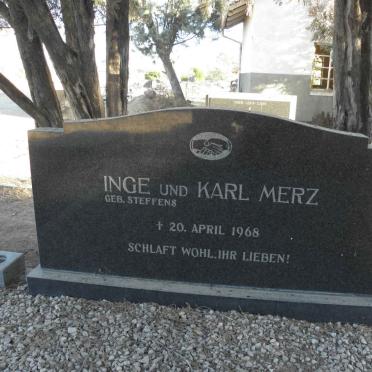 INGE UND KARL MERZ
GEB. STEFFENS
† 20. APRIL 1968
SCHLAFT WOHL, IHR LIEBEN!